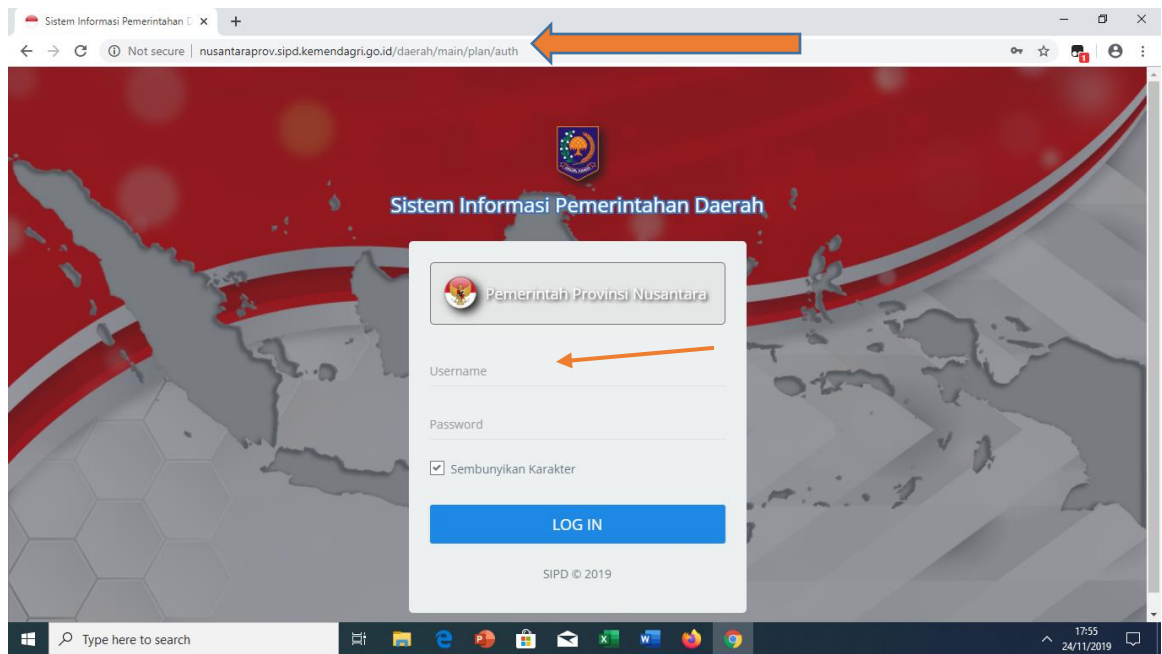 Sistem Informasi Pemerintahan D
Not secure | nusantaraprov.sipd.kemendagri.go.id/daerah/main/plan/auth
1
Sistem Informasi Pemerintahan Daerah
Pemerintah Provinsi Nusantara
Username
Password
Sembunyikan Karakter
LOG IN
SIPD © 2019
Type here to search
17:55
24/11/2019